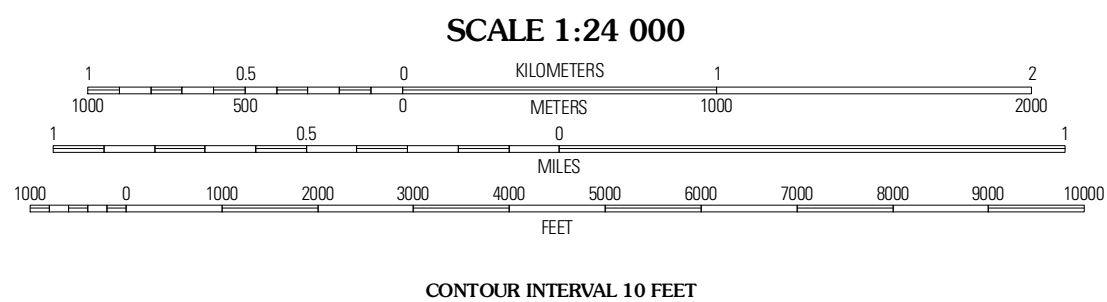 SCALE 1:24 000
1 0.5 0 KILOMETERS 1 2
1000 500 0 METERS 1000 2000
1 0.5 0 1
MILES
1000 0 1000 2000 3000 4000 5000 6000 7000 8000 9000 10000
FEET
CONTOUR INTERVAL 10 FEET